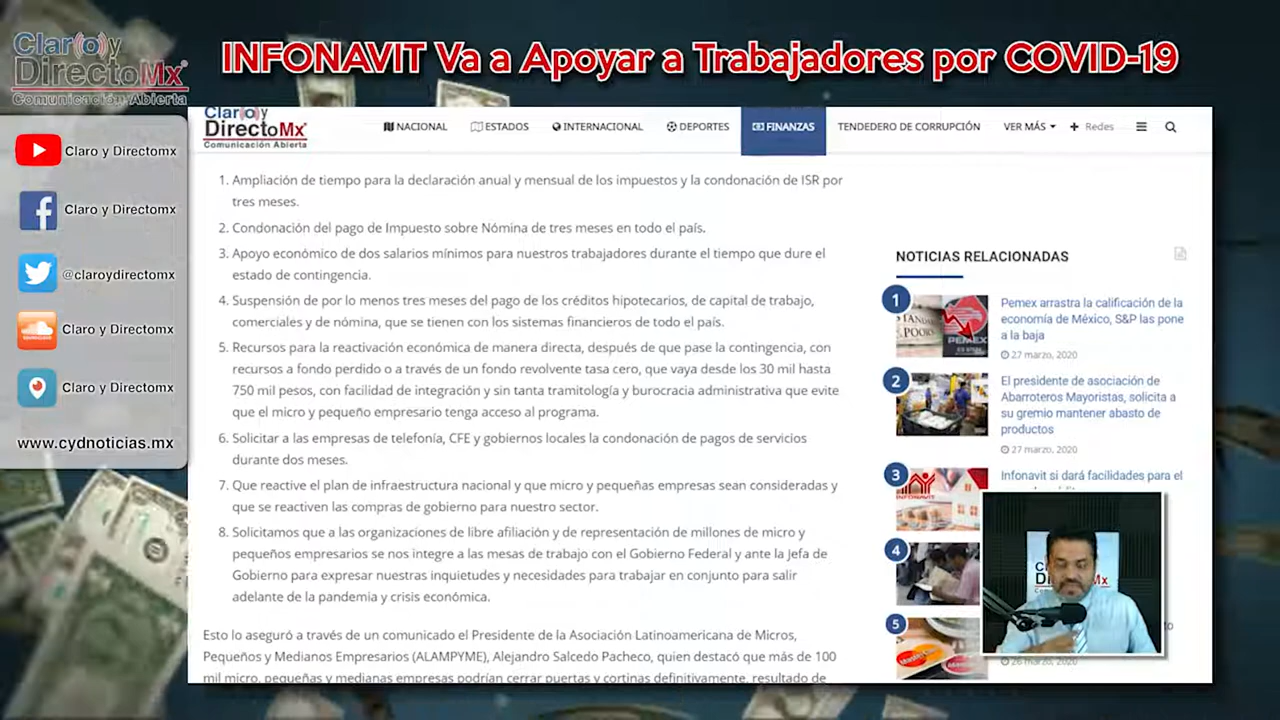 Claro y
DirectoMx
Comunicación Abierta
INFONAVIT Va a Apoyar a Trabajadores por COVID-19
Claro y Directomx
Claro y Directomx
@claroydirectomx
Claro y Directomx
Claro y Directomx
www.cydnoticias.mx
Claro y
DirectoMx
Comunicación Abierta
NACIONAL ESTADOS INTERNACIONAL DEPORTES FINANZAS TENDEDERO DE CORRUPCIÓN VER MÁS Redes
1. Ampliación de tiempo para la declaración anual y mensual de los impuestos y la condonación de ISR por
tres meses.
2. Condonación del pago de Impuesto sobre Nómina de tres meses en todo el país.
3. Apoyo económico de dos salarios mínimos para nuestros trabajadores durante el tiempo que dure el
estado de contingencia.
4. Suspensión de por lo menos tres meses del pago de los créditos hipotecarios, de capital de trabajo,
comerciales y de nómina, que se tienen con los sistemas financieros de todo el país.
5. Recursos para la reactivación económica de manera directa, después de que pase la contingencia, con
recursos a fondo perdido o a través de un fondo revolvente tasa cero, que vaya desde los 30 mil hasta
750 mil pesos, con facilidad de integración y sin tanta tramitología y burocracia administrativa que evite
que el micro y pequeño empresario tenga acceso al programa.
6. Solicitar a las empresas de telefonía, CFE y gobiernos locales la condonación de pagos de servicios
durante dos meses.
7. Que reactive el plan de infraestructura nacional y que micro y pequeñas empresas sean consideradas y
que se reactiven las compras de gobierno para nuestro sector.
8. Solicitamos que a las organizaciones de libre afiliación y de representación de millones de micro y
pequeños empresarios se nos integre a las mesas de trabajo con el Gobierno Federal y ante la Jefa de
Gobierno para expresar nuestras inquietudes y necesidades para trabajar en conjunto para salir
adelante de la pandemia y crisis económica.
Esto lo aseguró a través de un comunicado el Presidente de la Asociación Latinoamericana de Micros,
Pequeños y Medianos Empresarios (ALAMPYME), Alejandro Salcedo Pacheco, quien destacó que más de 100
mil micro, pequeñas y medianas empresas podrían cerrar puertas y cortinas definitivamente, resultado de
NOTICIAS RELACIONADAS
1
PEMEX
Pemex arrastra la calificación de la
economía de México, S&P las pone
a la baja
27 marzo, 2020
2
El presidente de asociación de
Abarroteros Mayoristas, solicita a
su gremio mantener abasto de
productos
27 marzo, 2020
3
INFONAVIT
Infonavit si dará facilidades para el
4
5
26 marzo, 2020